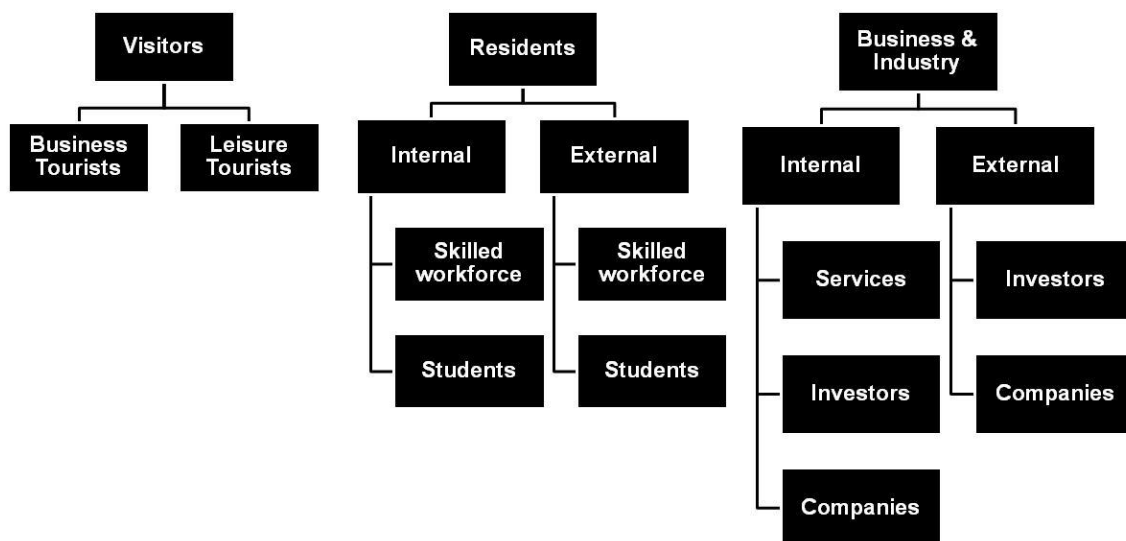 Visitors
Business
Tourists
Leisure
Tourists
Residents
Internal
External
Skilled
workforce
Skilled
workforce
Students
Students
Business &
Industry
Internal
External
Services
Investors
Investors
Companies
Companies